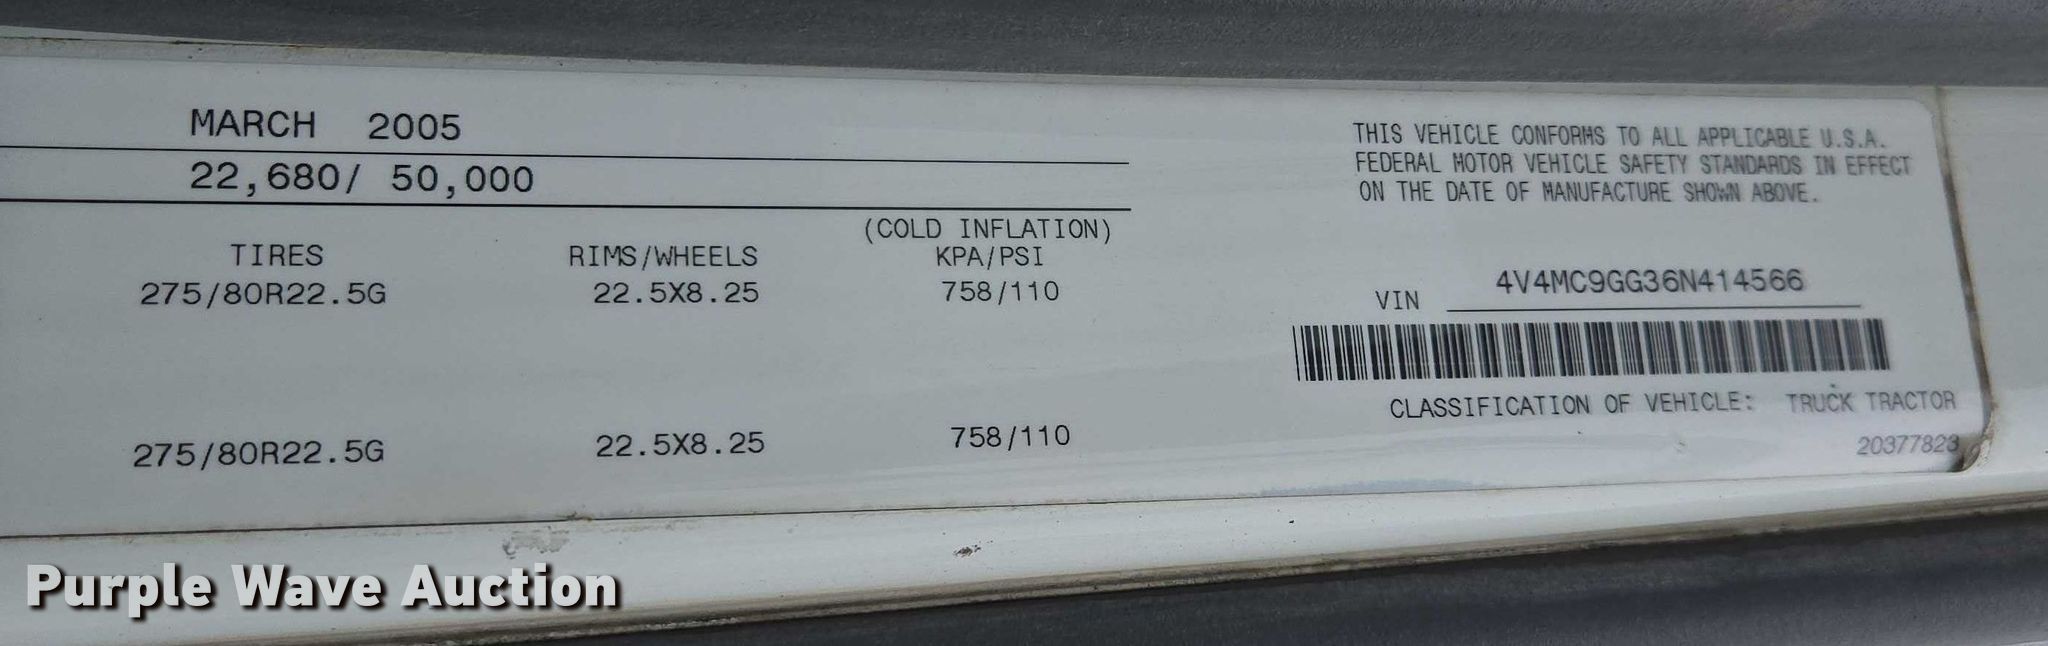 MARCH 2005
22,680/ 50,000
(COLD INFLATION)
TIRES RIMS/WHEELS KPA/PSI
275/80R22.5G 22.5X8.25 758/110
275/80R22.5G 22.5X8.25 758/110
THIS VEHICLE CONFORMS TO ALL APPLICABLE U.S.A.
FEDERAL MOTOR VEHICLE SAFETY STANDARDS IN EFFECT
ON THE DATE OF MANUFACTURE SHOWN ABOVE.
VIN 4V4MC9GG36N414566
CLASSIFICATION OF VEHICLE: TRUCK TRACTOR
20377823
Purple Wave Auction